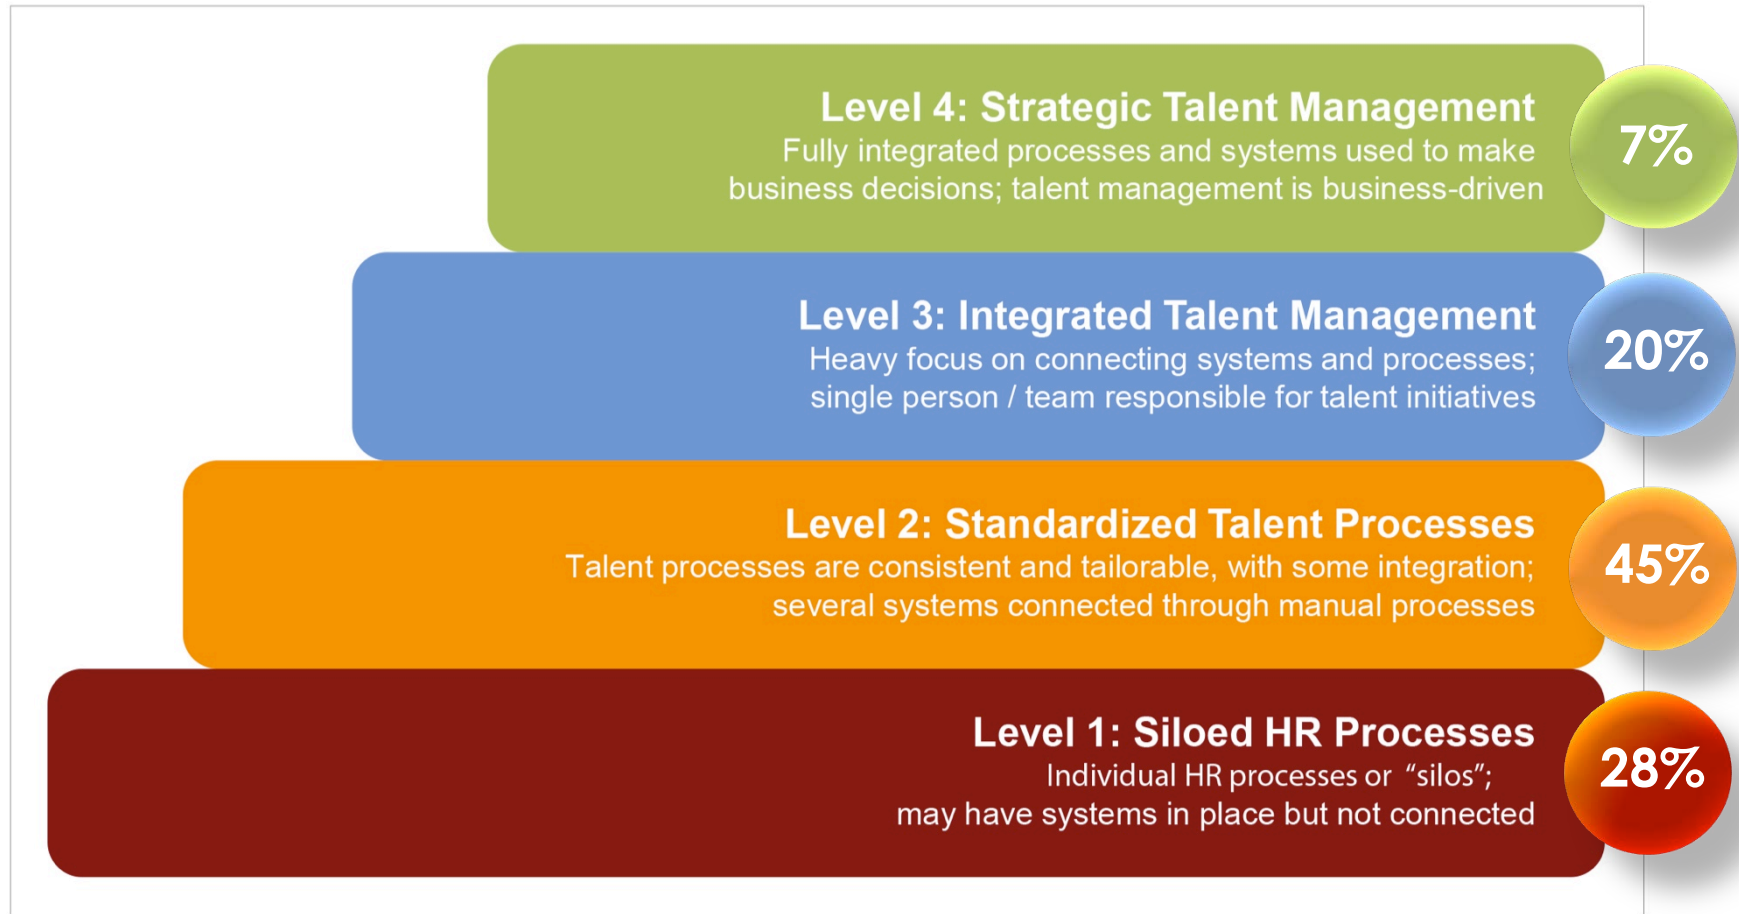 Level 4: Strategic Talent Management
Fully integrated processes and systems used to make
business decisions; talent management is business-driven
7%
Level 3: Integrated Talent Management
Heavy focus on connecting systems and processes;
single person / team responsible for talent initiatives
20%
Level 2: Standardized Talent Processes
Talent processes are consistent and tailorable, with some integration;
several systems connected through manual processes
45%
Level 1: Siloed HR Processes
Individual HR processes or “silos”;
may have systems in place but not connected
28%